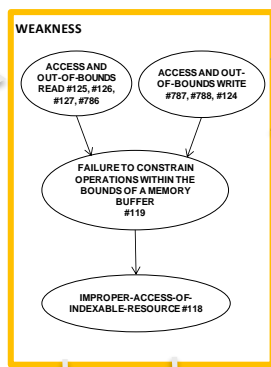 WEAKNESS
ACCESS AND
OUT-OF-BOUNDS
READ #125, #126,
#127, #786
ACCESS AND OUT-
OF-BOUNDS WRITE
#787, #788, #124
FAILURE TO CONSTRAIN
OPERATIONS WITHIN THE
BOUNDS OF A MEMORY
BUFFER
#119
IMPROPER-ACCESS-OF-
INDEXABLE-RESOURCE #118